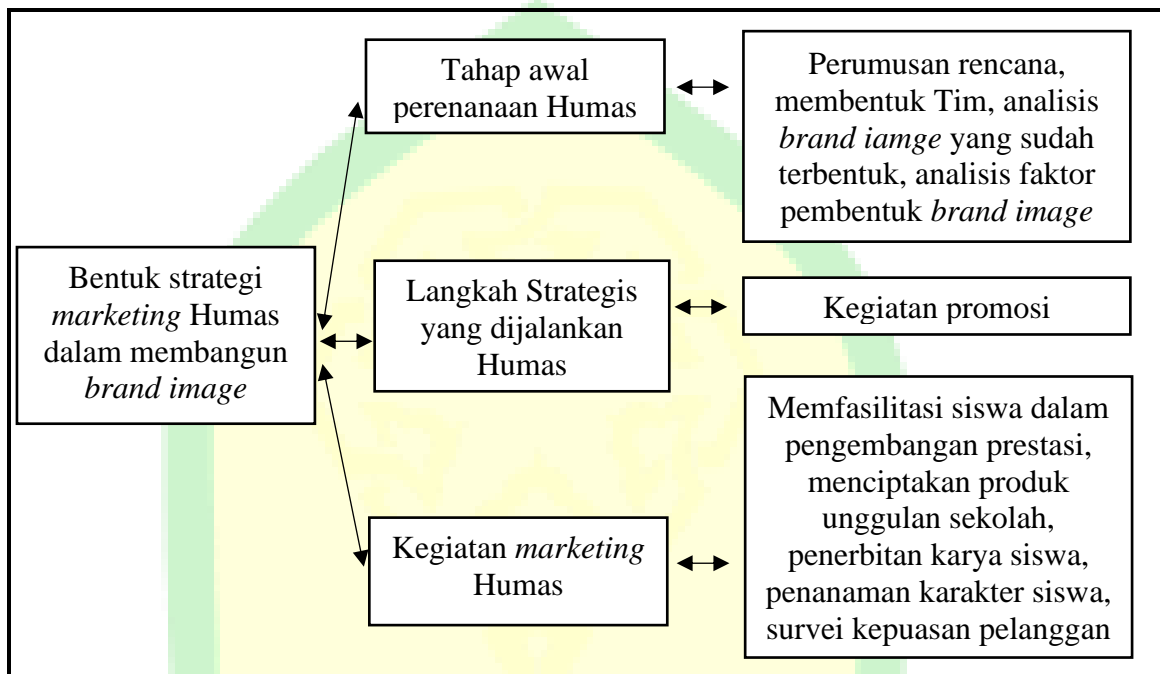 Tahap awal
perenanaan Humas
Perumusan rencana,
membentuk Tim, analisis
brand iamge yang sudah
terbentuk, analisis faktor
pembentuk brand image
Bentuk strategi
marketing Humas
dalam membangun
brand image
Langkah Strategis
yang dijalankan
Humas
Kegiatan promosi
Kegiatan marketing
Humas
Memfasilitasi siswa dalam
pengembangan prestasi,
menciptakan produk
unggulan sekolah,
penerbitan karya siswa,
penanaman karakter siswa,
survei kepuasan pelanggan